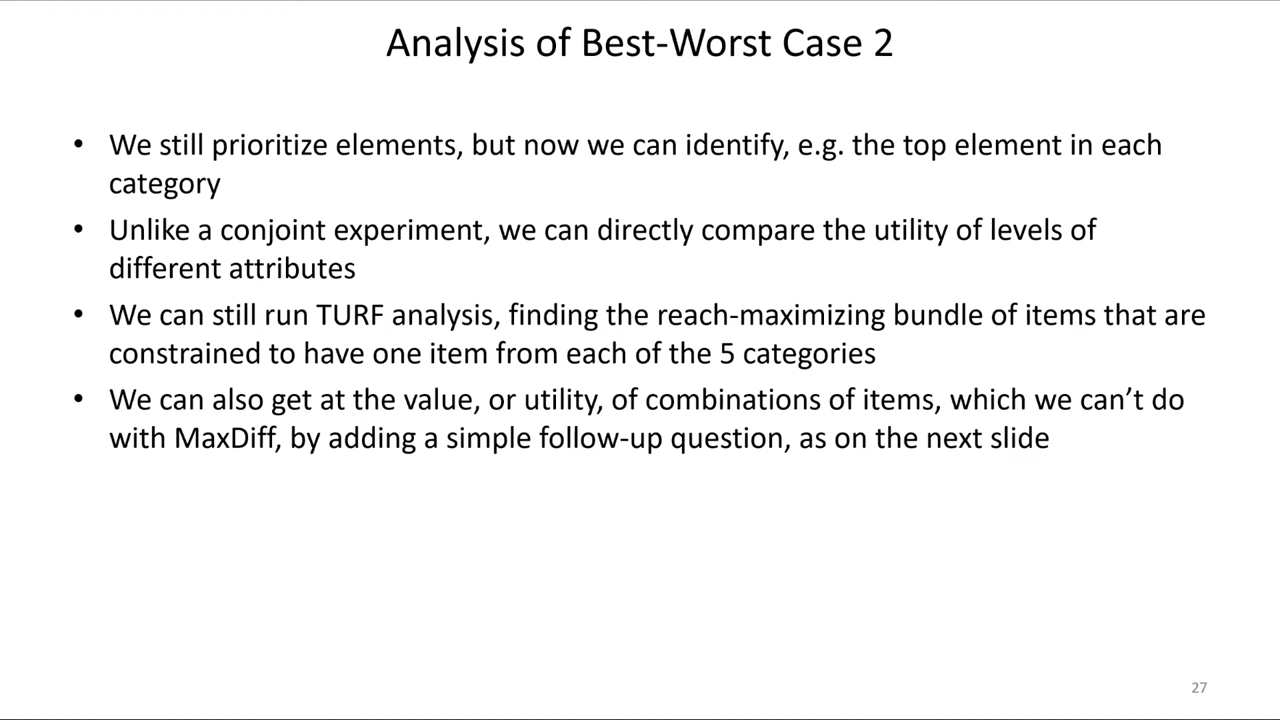 Analysis of Best-Worst Case 2
• We still prioritize elements, but now we can identify, e.g. the top element in each
category
• Unlike a conjoint experiment, we can directly compare the utility of levels of
different attributes
• We can still run TURF analysis, finding the reach-maximizing bundle of items that are
constrained to have one item from each of the 5 categories
• We can also get at the value, or utility, of combinations of items, which we can’t do
with MaxDiff, by adding a simple follow-up question, as on the next slide
27